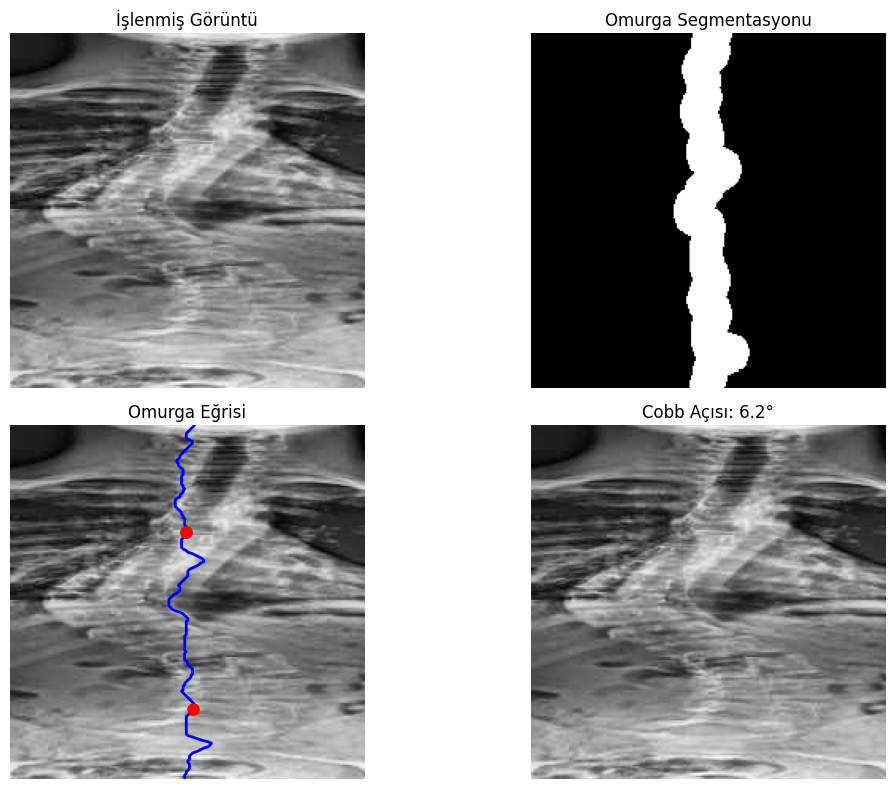 İşlenmiş Görüntü
Omurga Segmentasyonu
Omurga Eğrisi
Cobb Açısı: 6.2°